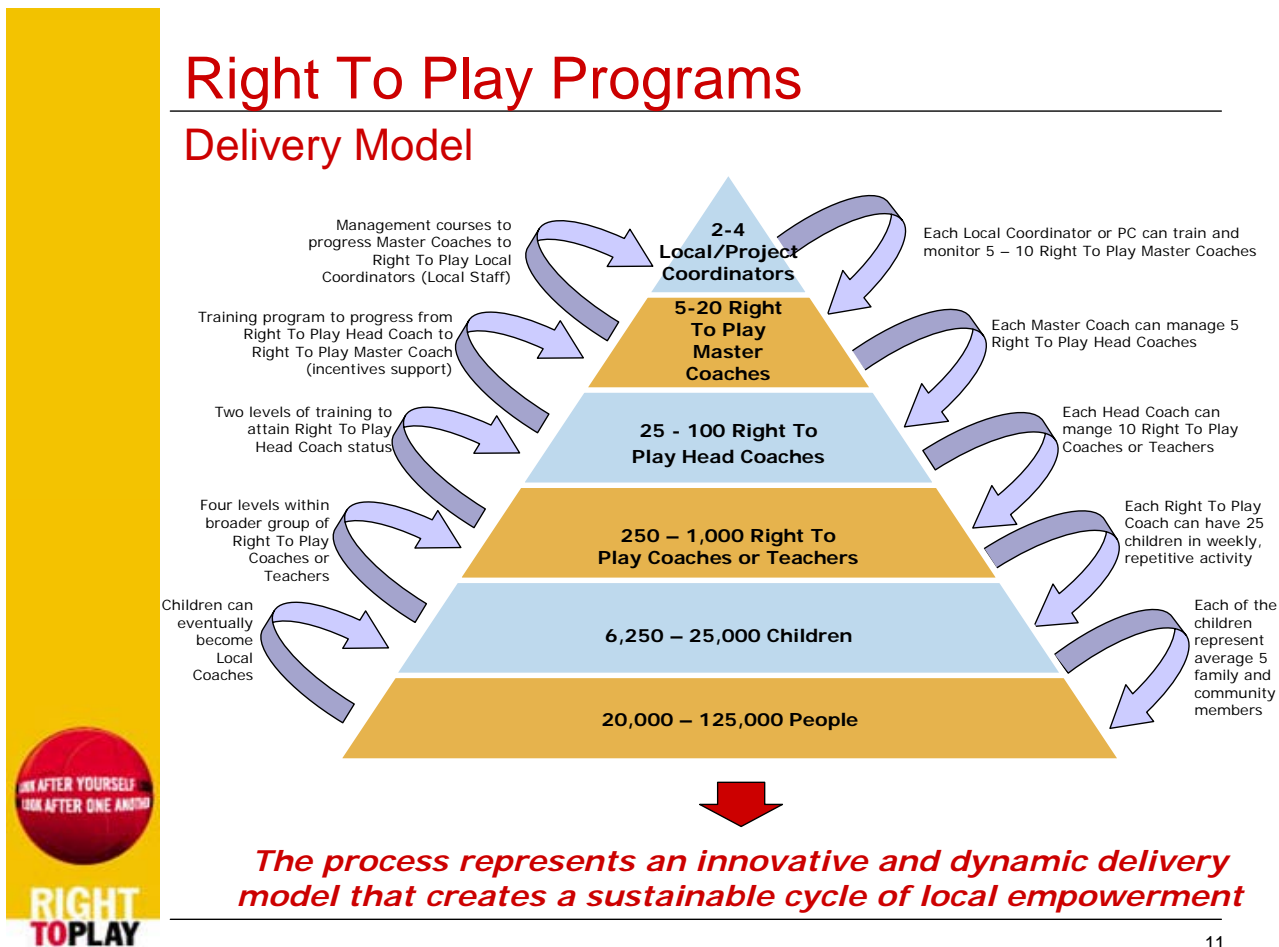 Right To Play Programs
Delivery Model
Management courses to
progress Master Coaches to
Right To Play Local
Coordinators (Local Staff)
Training program to progress from
Right To Play Head Coach to
Right To Play Master Coach
(incentives support)
Two levels of training to
attain Right To Play
Head Coach status
Four levels within
broader group of
Right To Play
Coaches or
Teachers
Children can
eventually
become
Local
Coaches
2-4
Local/Project
Coordinators
5-20 Right
To Play
Master
Coaches
25 - 100 Right To
Play Head Coaches
250 – 1,000 Right To
Play Coaches or Teachers
6,250 – 25,000 Children
20,000 – 125,000 People
Each Local Coordinator or PC can train and
monitor 5 – 10 Right To Play Master Coaches
Each Master Coach can manage 5
Right To Play Head Coaches
Each Head Coach can
mange 10 Right To Play
Coaches or Teachers
Each Right To Play
Coach can have 25
children in weekly,
repetitive activity
Each of the
children
represent
average 5
family and
community
members
The process represents an innovative and dynamic delivery
model that creates a sustainable cycle of local empowerment
LOOK AFTER YOURSELF
LOOK AFTER ONE ANOTHER
RIGHT
TOPLAY
11